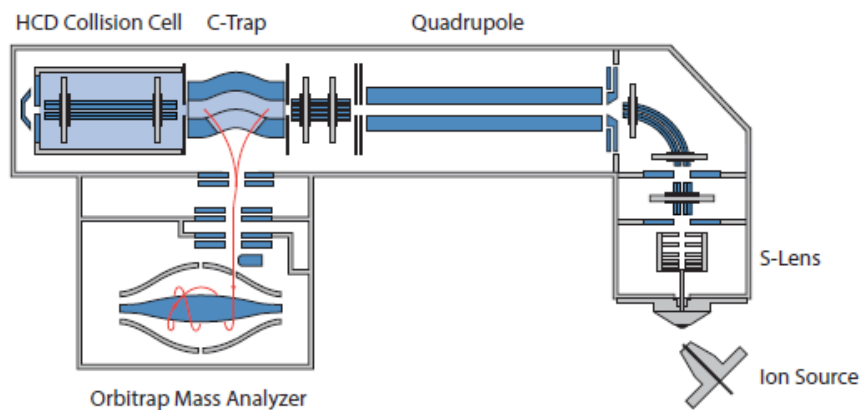 HCD Collision Cell
C-Trap
Quadrupole
S-Lens
Ion Source
Orbitrap Mass Analyzer